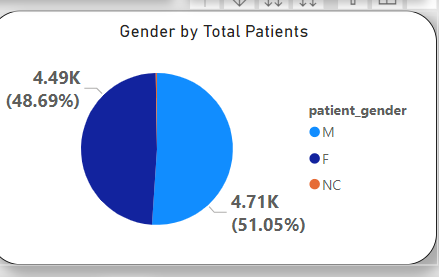 Gender by Total Patients
4.49K
(48.69%)
patient_gender
M
F
NC
4.71K
(51.05%)